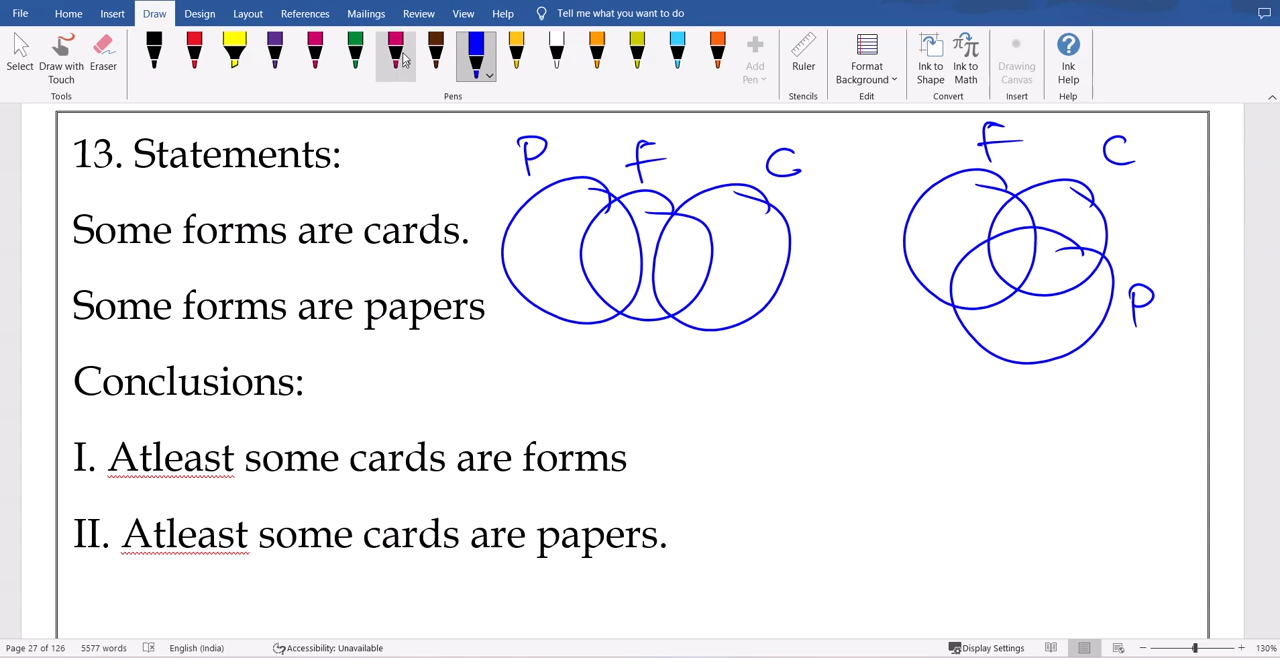 File Home Insert Draw Design Layout References Mailings Review View Help Tell me what you want to do
Select Draw with Touch Eraser Add Pen Ruler Format Background Ink to Shape Ink to Math Drawing Canvas Ink Help
Tools Pens Stencils Edit Convert Insert Help
13. Statements:
P F C
F C
Some forms are cards.
Some forms are papers
P
Conclusions:
I. Atleast some cards are forms
II. Atleast some cards are papers.
Page 27 of 126 5577 words English (India) Accessibility: Unavailable Display Settings 130%